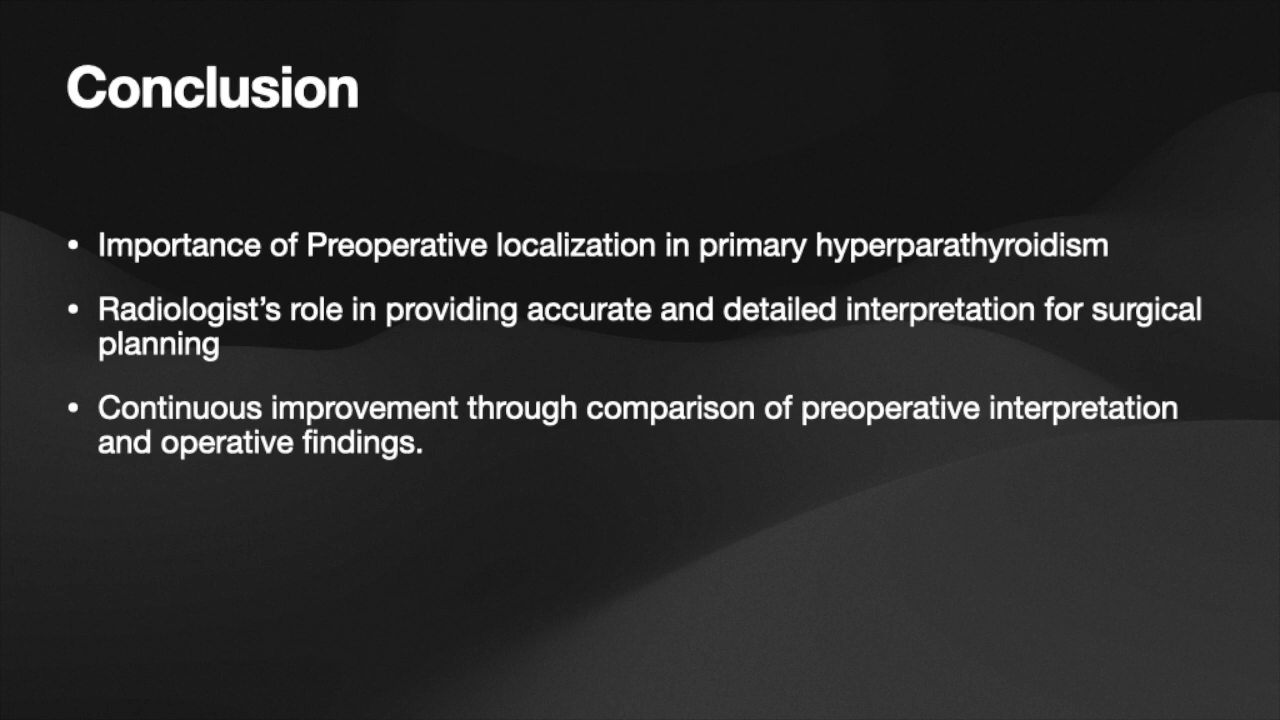 Conclusion
• Importance of Preoperative localization in primary hyperparathyroidism
• Radiologist’s role in providing accurate and detailed interpretation for surgical
planning
• Continuous improvement through comparison of preoperative interpretation
and operative findings.